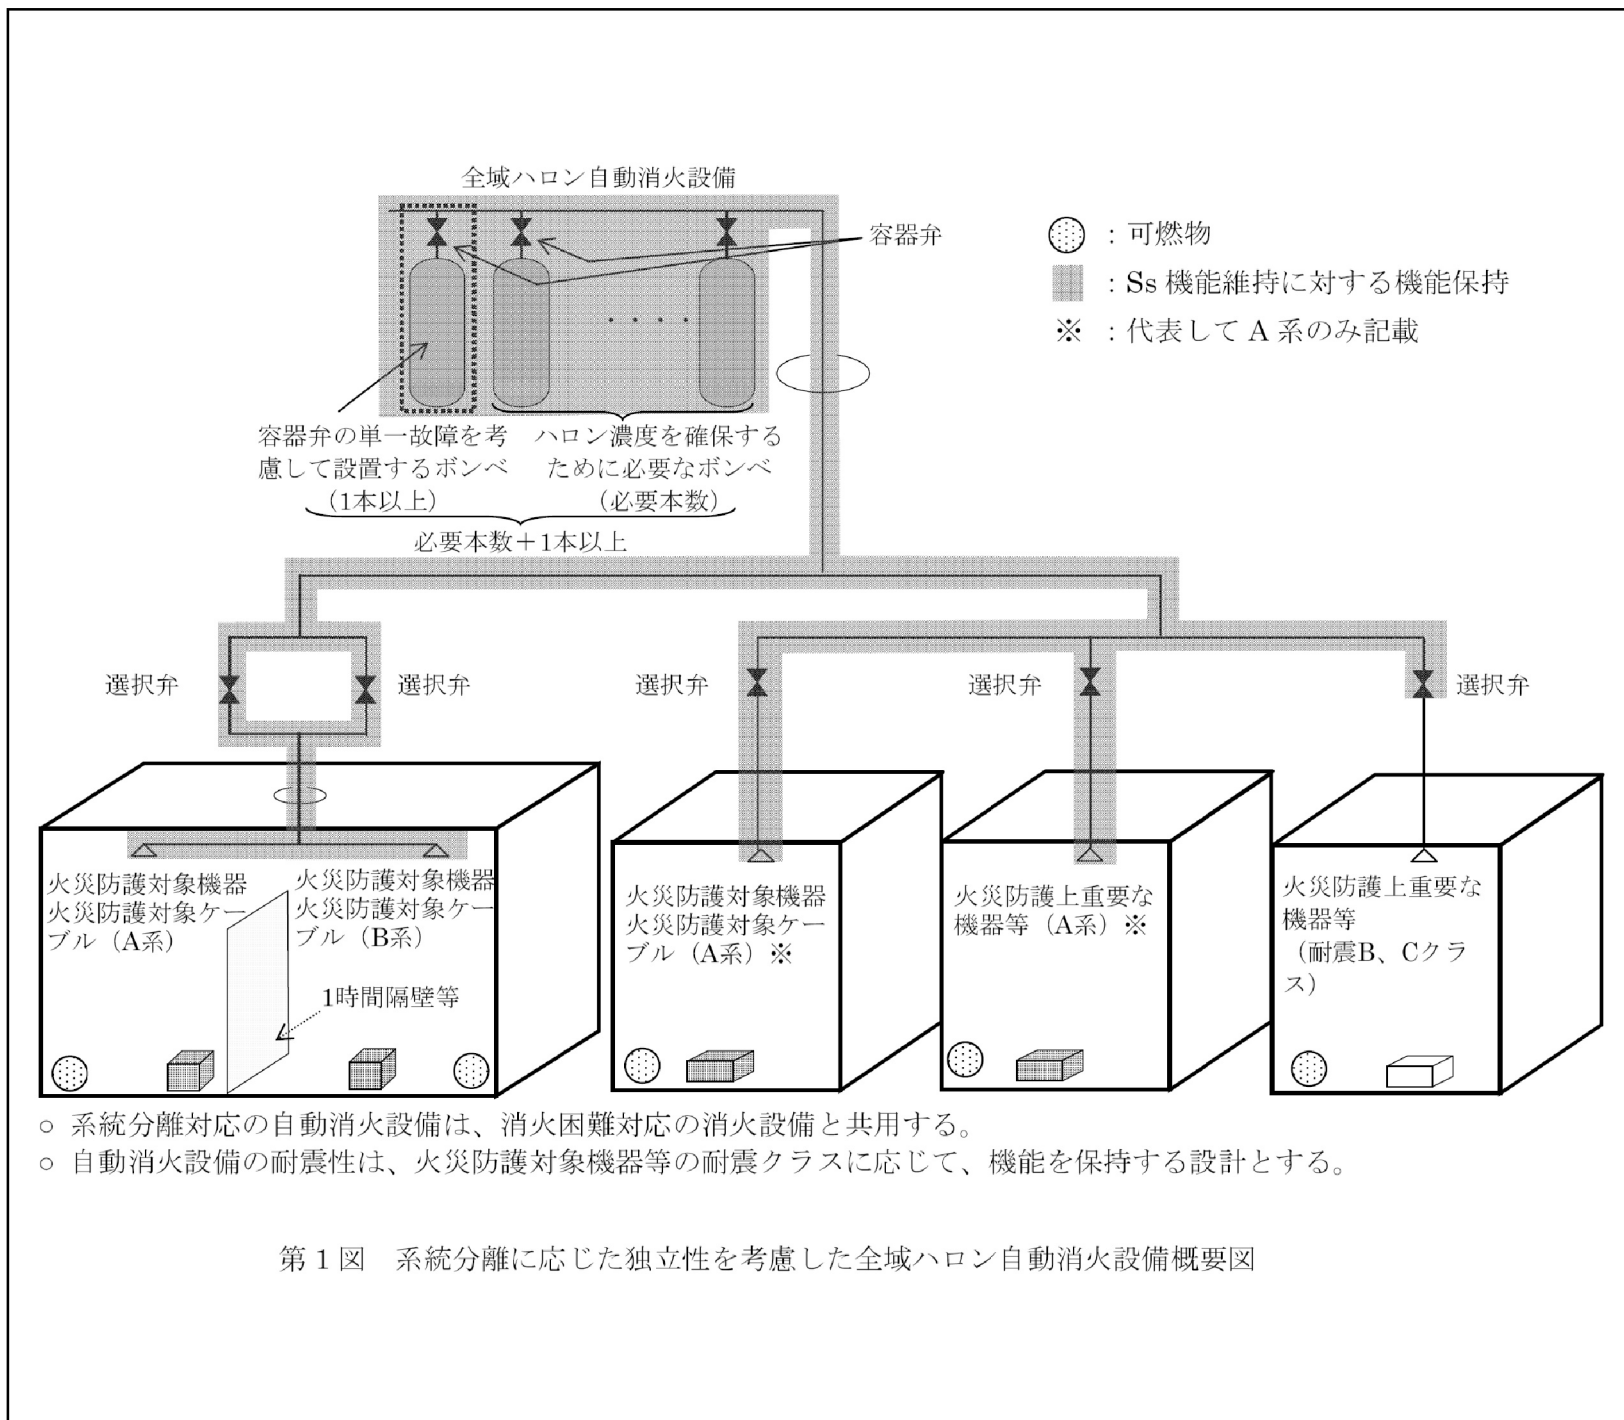 全域ハロン自動消火設備
容器弁
：可燃物
：Ss 機能維持に対する機能保持
※ ：代表して A 系のみ記載
容器弁の単一故障を考
慮して設置するボンベ
（1本以上）
ハロン濃度を確保する
ために必要なボンベ
（必要本数）
必要本数＋1本以上
選択弁
選択弁
選択弁
選択弁
選択弁
火災防護対象機器
火災防護対象ケー
ブル（A系）
火災防護対象機器
火災防護対象ケー
ブル（B系）
1時間隔壁等
火災防護対象機器
火災防護対象ケー
ブル（A系）※
火災防護上重要な
機器等（A系）※
火災防護上重要な
機器等
（耐震B、Cクラ
ス）
○ 系統分離対応の自動消火設備は、消火困難対応の消火設備と共用する。
○ 自動消火設備の耐震性は、火災防護対象機器等の耐震クラスに応じて、機能を保持する設計とする。
第 1 図　系統分離に応じた独立性を考慮した全域ハロン自動消火設備概要図